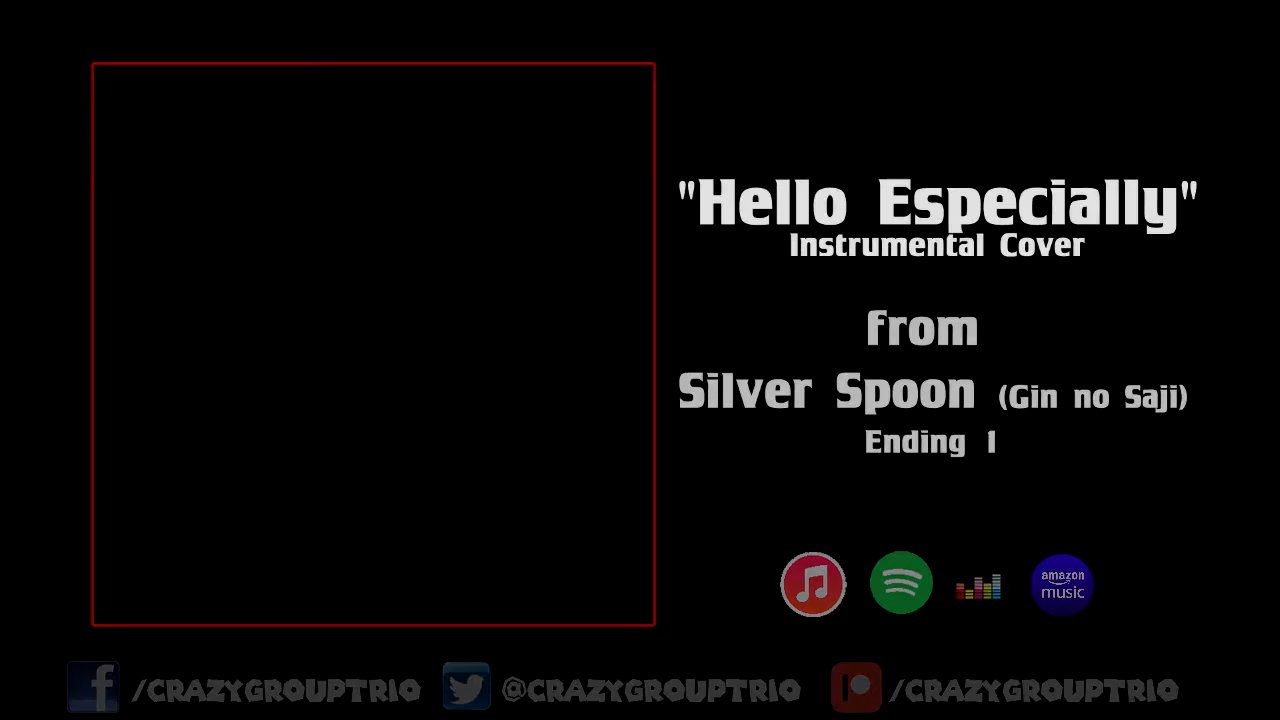 "Hello Especially"
Instrumental Cover
from
Silver Spoon (Gin no Saji)
Ending 1
amazon music
/CRAZYGROUPTRIO @CRAZYGROUPTRIO /CRAZYGROUPTRIO